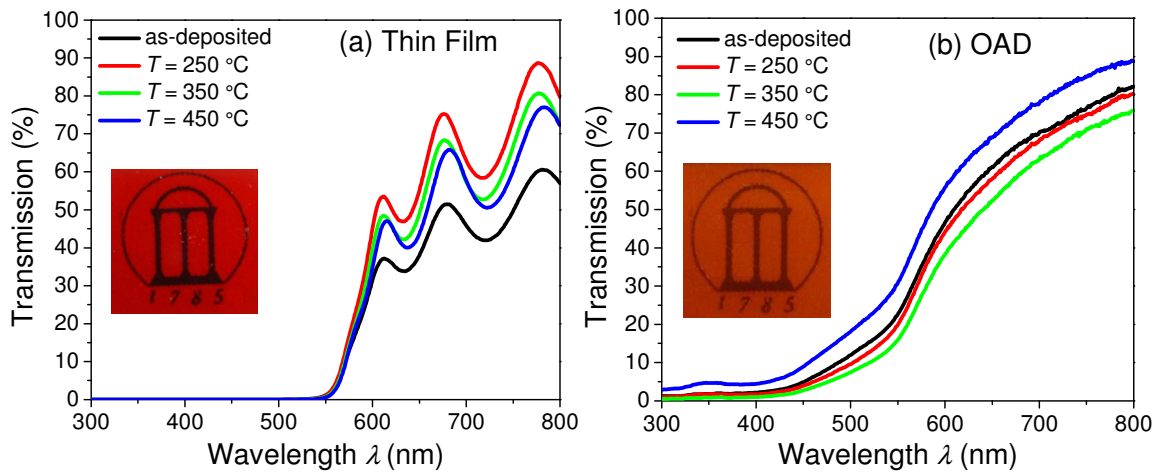 (a) Thin Film
as-deposited
T = 250 °C
T = 350 °C
T = 450 °C
1785
Transmission (%)
100
90
80
70
60
50
40
30
20
10
0
300 400 500 600 700 800
Wavelength λ (nm)
(b) OAD
as-deposited
T = 250 °C
T = 350 °C
T = 450 °C
1785
Transmission (%)
100
90
80
70
60
50
40
30
20
10
0
300 400 500 600 700 800
Wavelength λ (nm)